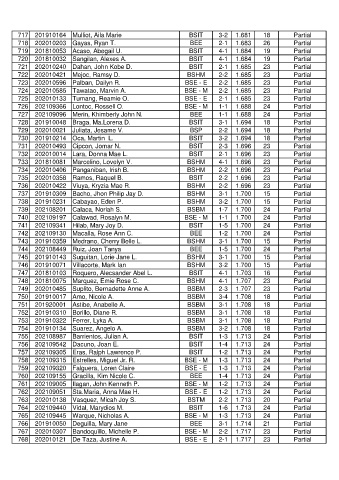 717 201910164 Mulliot, Aila Marie BSIT 3-2 1.681 18 Partial
718 202010203 Gayas, Ryan T. BEE 2-1 1.683 26 Partial
719 201810053 Acaso, Abegail U. BSIT 4-1 1.684 19 Partial
720 201810032 Sangilan, Alexes A. BSIT 4-1 1.684 19 Partial
721 202010240 Dahan, John Kobe D. BSIT 2-1 1.685 23 Partial
722 202010421 Mojoc, Ramsy D. BSHM 2-2 1.685 23 Partial
723 202010596 Palban, Dailyn R. BSE - E 2-2 1.685 23 Partial
724 202010585 Tawatao, Marvin A. BSE - M 2-2 1.685 23 Partial
725 202010133 Turnang, Reamie O. BSE - E 2-1 1.685 23 Partial
726 202109366 Lontoc, Rossell O. BSE - M 1-1 1.688 24 Partial
727 202109096 Merin, Khimberly John N. BEE 1-1 1.688 24 Partial
728 201910048 Braga, Ma.Lorena D. BSIT 3-1 1.694 18 Partial
729 202010021 Julista, Josame V. BSP 2-2 1.694 18 Partial
730 201910214 Oca, Martin L. BSIT 3-2 1.694 18 Partial
731 202010493 Cipcon, Jomar N. BSIT 2-3 1.696 23 Partial
732 202010014 Lara, Donna Mae L. BSIT 2-1 1.696 23 Partial
733 201810081 Marcelino, Lovelyn V. BSHM 4-1 1.696 23 Partial
734 202010406 Panganiban, Irish B. BSHM 2-2 1.696 23 Partial
735 202010358 Ramos, Raquel B. BSIT 2-2 1.696 23 Partial
736 202010422 Viuya, Kryzia Mae R. BSHM 2-2 1.696 23 Partial
737 201910309 Bacho, Jhon Philip Jay D. BSHM 3-1 1.700 15 Partial
738 201910231 Cabayao, Eden P. BSHM 3-2 1.700 15 Partial
739 202108201 Calaca, Noriah S. BSBM 1-7 1.700 24 Partial
740 202109197 Calawod, Rosalyn M. BSE - M 1-1 1.700 24 Partial
741 202109341 Hilab, Mary Joy D. BSIT 1-5 1.700 24 Partial
742 202109130 Macalla, Rose Ann C. BEE 1-2 1.700 24 Partial
743 201910359 Medrano, Cherry Belle L. BSHM 3-1 1.700 15 Partial
744 202108449 Ruiz, Joan Tanya BEE 1-5 1.700 24 Partial
745 201910143 Suguitan, Lorie Jane L. BSHM 3-1 1.700 15 Partial
746 201910071 Villacorta, Mark Ian BSHM 3-2 1.700 15 Partial
747 201810103 Roquero, Alecsander Abel L. BSIT 4-1 1.703 16 Partial
748 201810075 Marquez, Emie Rose C. BSHM 4-1 1.707 23 Partial
749 202010485 Suplito, Bernadette Anne A. BSBM 2-3 1.707 23 Partial
750 201910017 Amo, Nicole A. BSBM 3-4 1.708 18 Partial
751 201920001 Astibe, Anabelle A. BSBM 3-1 1.708 18 Partial
752 201910310 Borillo, Diane R. BSBM 3-1 1.708 18 Partial
753 201910322 Ferrer, Lyka A. BSBM 3-1 1.708 18 Partial
754 201910134 Suarez, Angelo A. BSBM 3-2 1.708 18 Partial
755 202108987 Barrientos, Julian A. BSIT 1-3 1.713 24 Partial
756 202109542 Dacuno, Joan E. BSIT 1-4 1.713 24 Partial
757 202109305 Eras, Ralph Lawrence P. BSIT 1-2 1.713 24 Partial
758 202109315 Estrelles, Miguel Jr. R. BSE - M 1-3 1.713 24 Partial
759 202109320 Falguera, Loren Claire BSE - E 1-3 1.713 24 Partial
760 202109155 Gracilla, Kim Nicole C. BEE 1-4 1.713 24 Partial
761 202109005 Ilagan, John Kenneth P. BSE - M 1-2 1.713 24 Partial
762 202109051 Sta.Maria, Anna Mae H. BSE - E 1-2 1.713 24 Partial
763 202010138 Vasquez, Micah Joy S. BSTM 2-2 1.713 20 Partial
764 202109440 Vidal, Marydios M. BSIT 1-6 1.713 24 Partial
765 202109445 Warque, Nicholas A. BSE - M 1-3 1.713 24 Partial
766 201910050 Deguilla, Mary Jane BEE 3-1 1.714 21 Partial
767 202010307 Bandoquillo, Michelle P. BSE - M 2-2 1.717 23 Partial
768 202010121 De Taza, Justine A. BSE - E 2-1 1.717 23 Partial